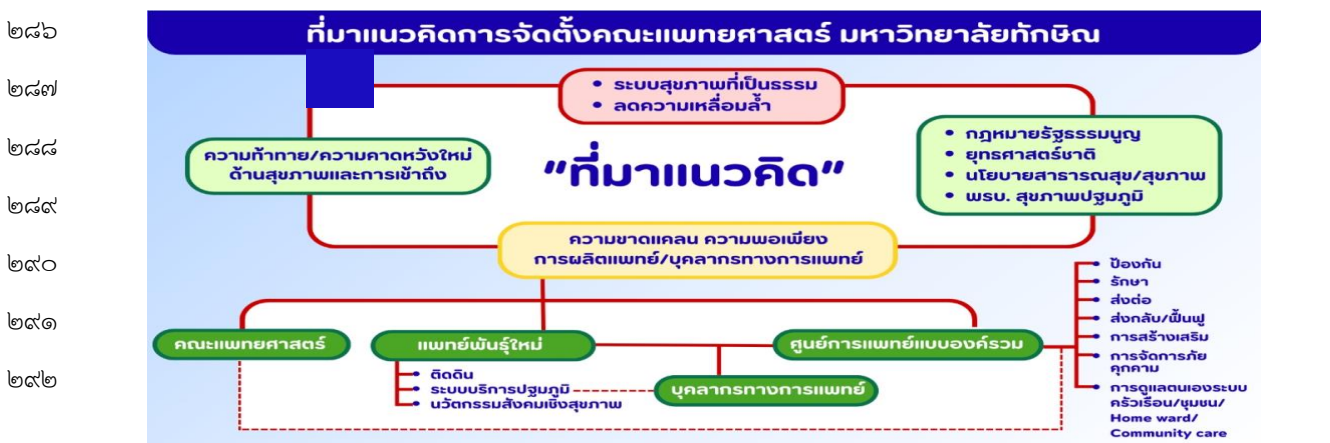 ๒๘๖
ที่มาแนวคิดการจัดตั้งคณะแพทยศาสตร์ มหาวิทยาลัยทักษิณ
๒๘๗
• ระบบสุขภาพที่เป็นธรรม
• ลดความเหลื่อมล้ำ
๒๘๘
ความท้าทาย/ความคาดหวังใหม่
ด้านสุขภาพและการเข้าถึง
"ที่มาแนวคิด"
• กฎหมายรัฐธรรมนูญ
• ยุทธศาสตร์ชาติ
• นโยบายสาธารณสุข/สุขภาพ
• พรบ. สุขภาพปฐมภูมิ
๒๘๙
ความขาดแคลน ความพอเพียง
การผลิตแพทย์/บุคลากรทางการแพทย์
๒๙๐
๒๙๑
คณะแพทยศาสตร์
แพทย์พันธุ์ใหม่
ศูนย์การแพทย์แบบองค์รวม
ป้องกัน
รักษา
ส่งต่อ
ส่งกลับ/ฟื้นฟู
การสร้างเสริม
การจัดการภัย
คุกคาม
การดูแลตนเองระบบ
ครัวเรือน/ชุมชน/
Home ward/
Community care
๒๙๒
ติดดิน
ระบบบริการปฐมภูมิ
นวัตกรรมสังคมเชิงสุขภาพ
บุคลากรทางการแพทย์